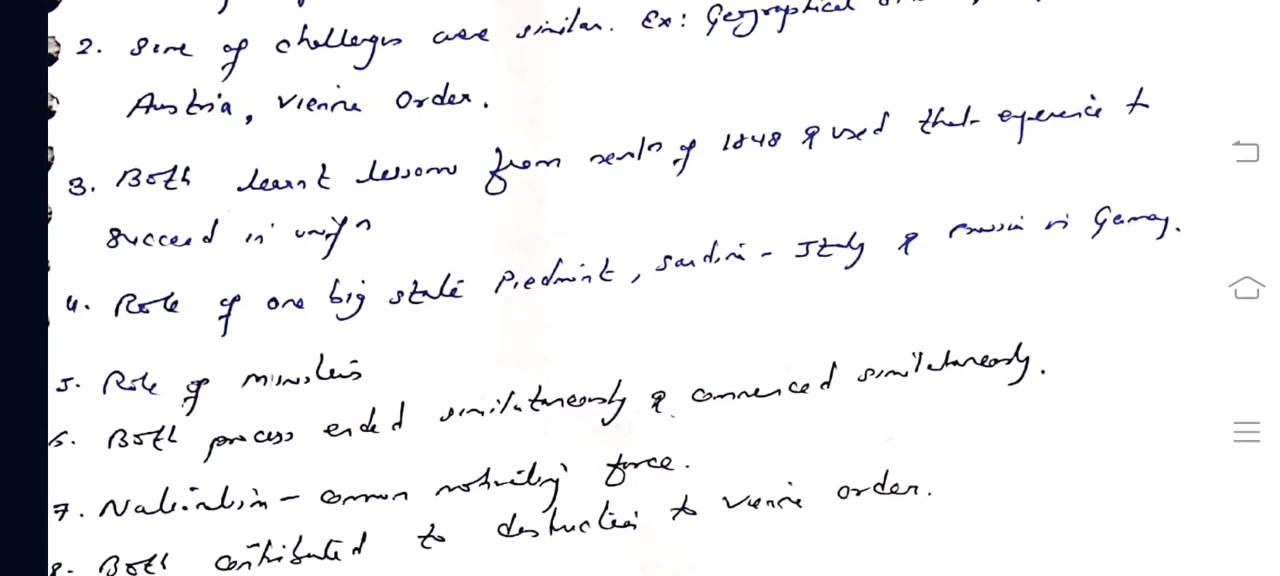 2. Some of challenges are similar. Ex: Geographical
Austria, Vienna Order.
3. Both learnt lessons from results of 1848 & used that experience to
succeed in unifn
4. Role of one big state Piedmont, Sardinia - Italy & Prussia in Germany.
5. Role of ministers
6. Both process ended simultaneously & commenced simultaneously.
7. Nationalism - common motivating force.
8. Both contributed to destruction to Vienna order.